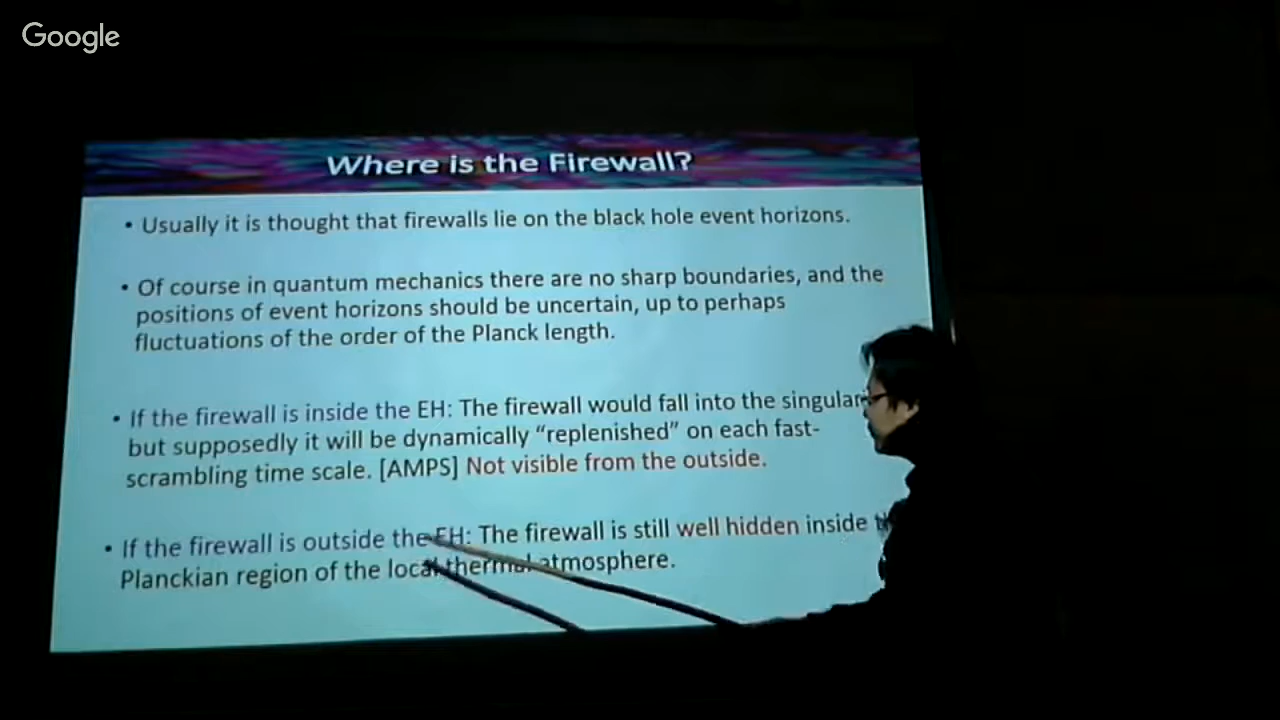 Google
Where is the Firewall?
• Usually it is thought that firewalls lie on the black hole event horizons.
• Of course in quantum mechanics there are no sharp boundaries, and the
positions of event horizons should be uncertain, up to perhaps
fluctuations of the order of the Planck length.
• If the firewall is inside the EH: The firewall would fall into the singular
but supposedly it will be dynamically “replenished” on each fast-
scrambling time scale. [AMPS] Not visible from the outside.
• If the firewall is outside the EH: The firewall is still well hidden inside
Planckian region of the local thermal atmosphere.